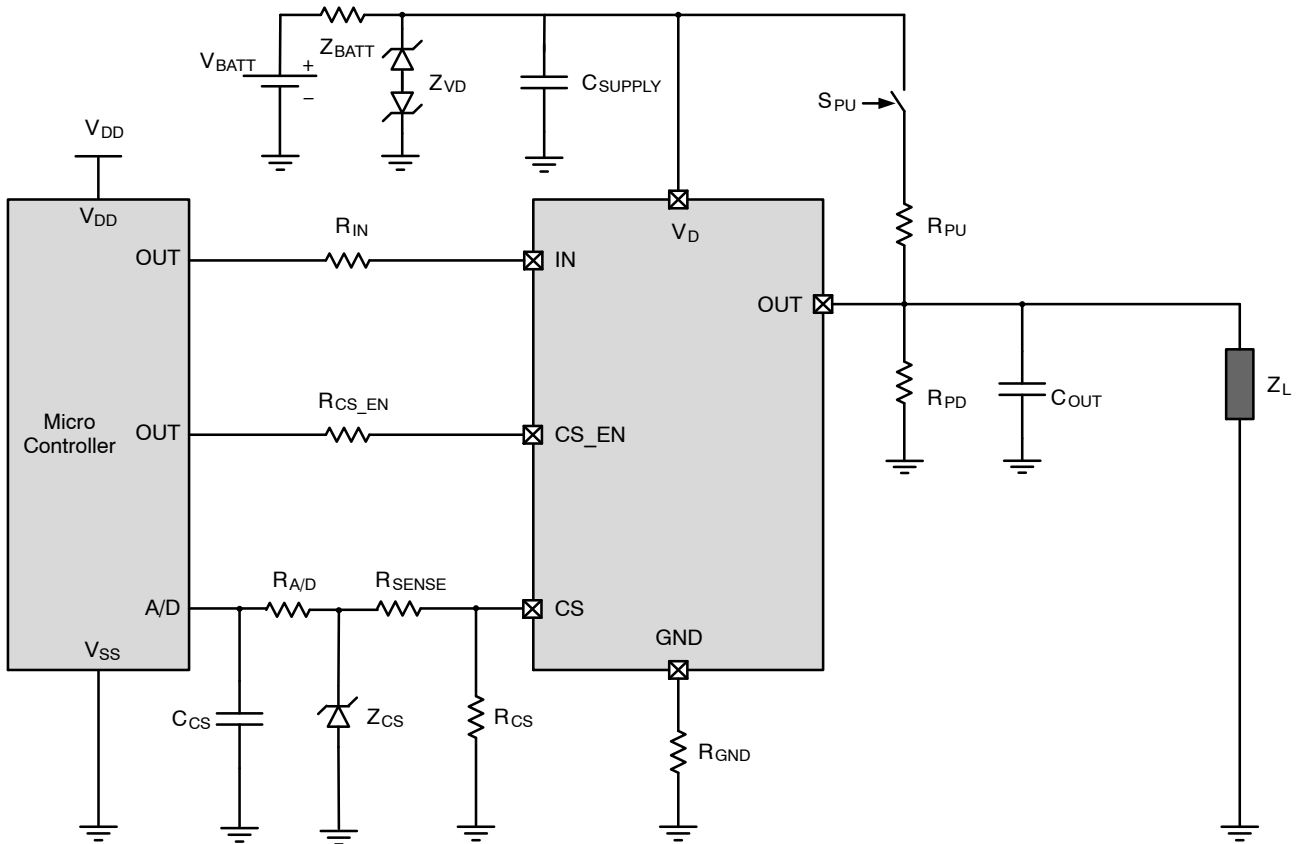 Z_BATT
V_BATT
+
−
Z_VD
C_SUPPLY
S_PU
V_DD
V_DD
R_IN
V_D
R_PU
OUT
IN
OUT
R_CS_EN
R_PD
C_OUT
Z_L
Micro
Controller
OUT
CS_EN
R_A/D
R_SENSE
A/D
CS
V_SS
GND
C_CS
Z_CS
R_CS
R_GND